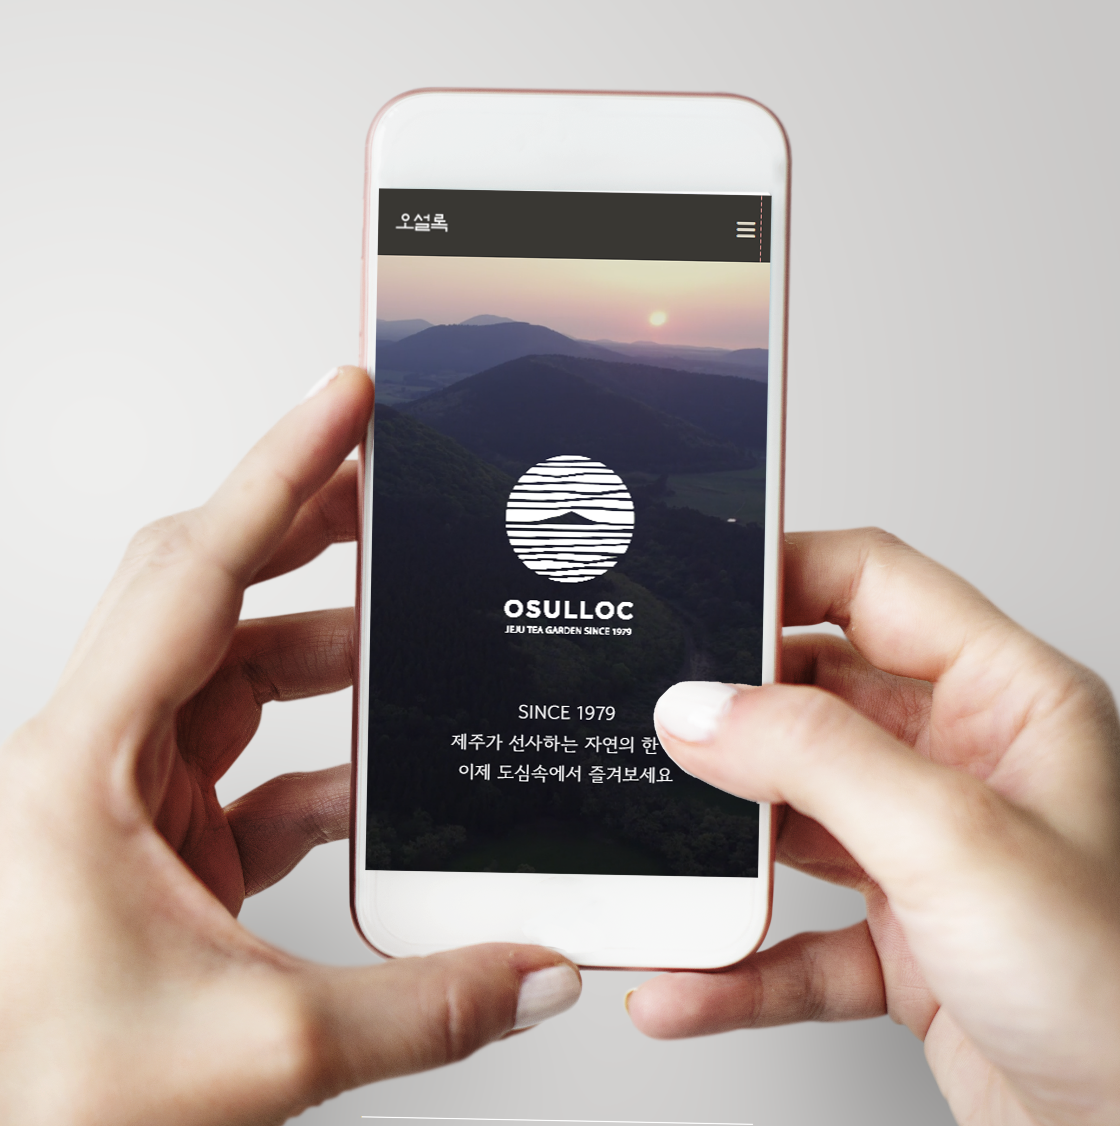 오설록
OSULLOC
JEJU TEA GARDEN SINCE 1979
SINCE 1979
제주가 선사하는 자연의 한
이제 도심속에서 즐겨보세요